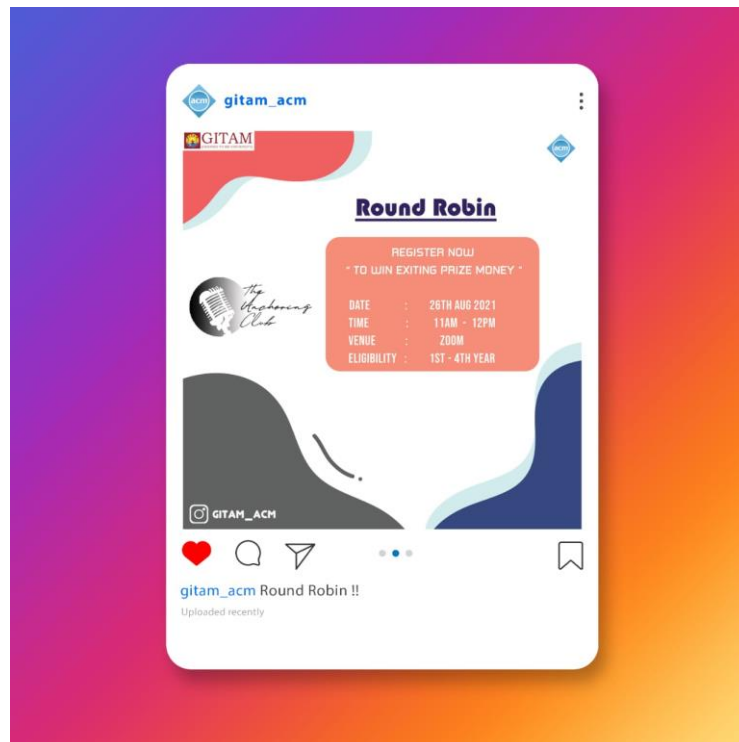 acm gitam_acm
GITAM
acm
Round Robin
REGISTER NOW
" TO WIN EXITING PRIZE MONEY "
DATE : 26TH AUG 2021
TIME : 11AM - 12PM
VENUE : ZOOM
ELIGIBILITY : 1ST - 4TH YEAR
The
Anchoring
Club
GITAM_ACM
gitam_acm Round Robin !!
Uploaded recently